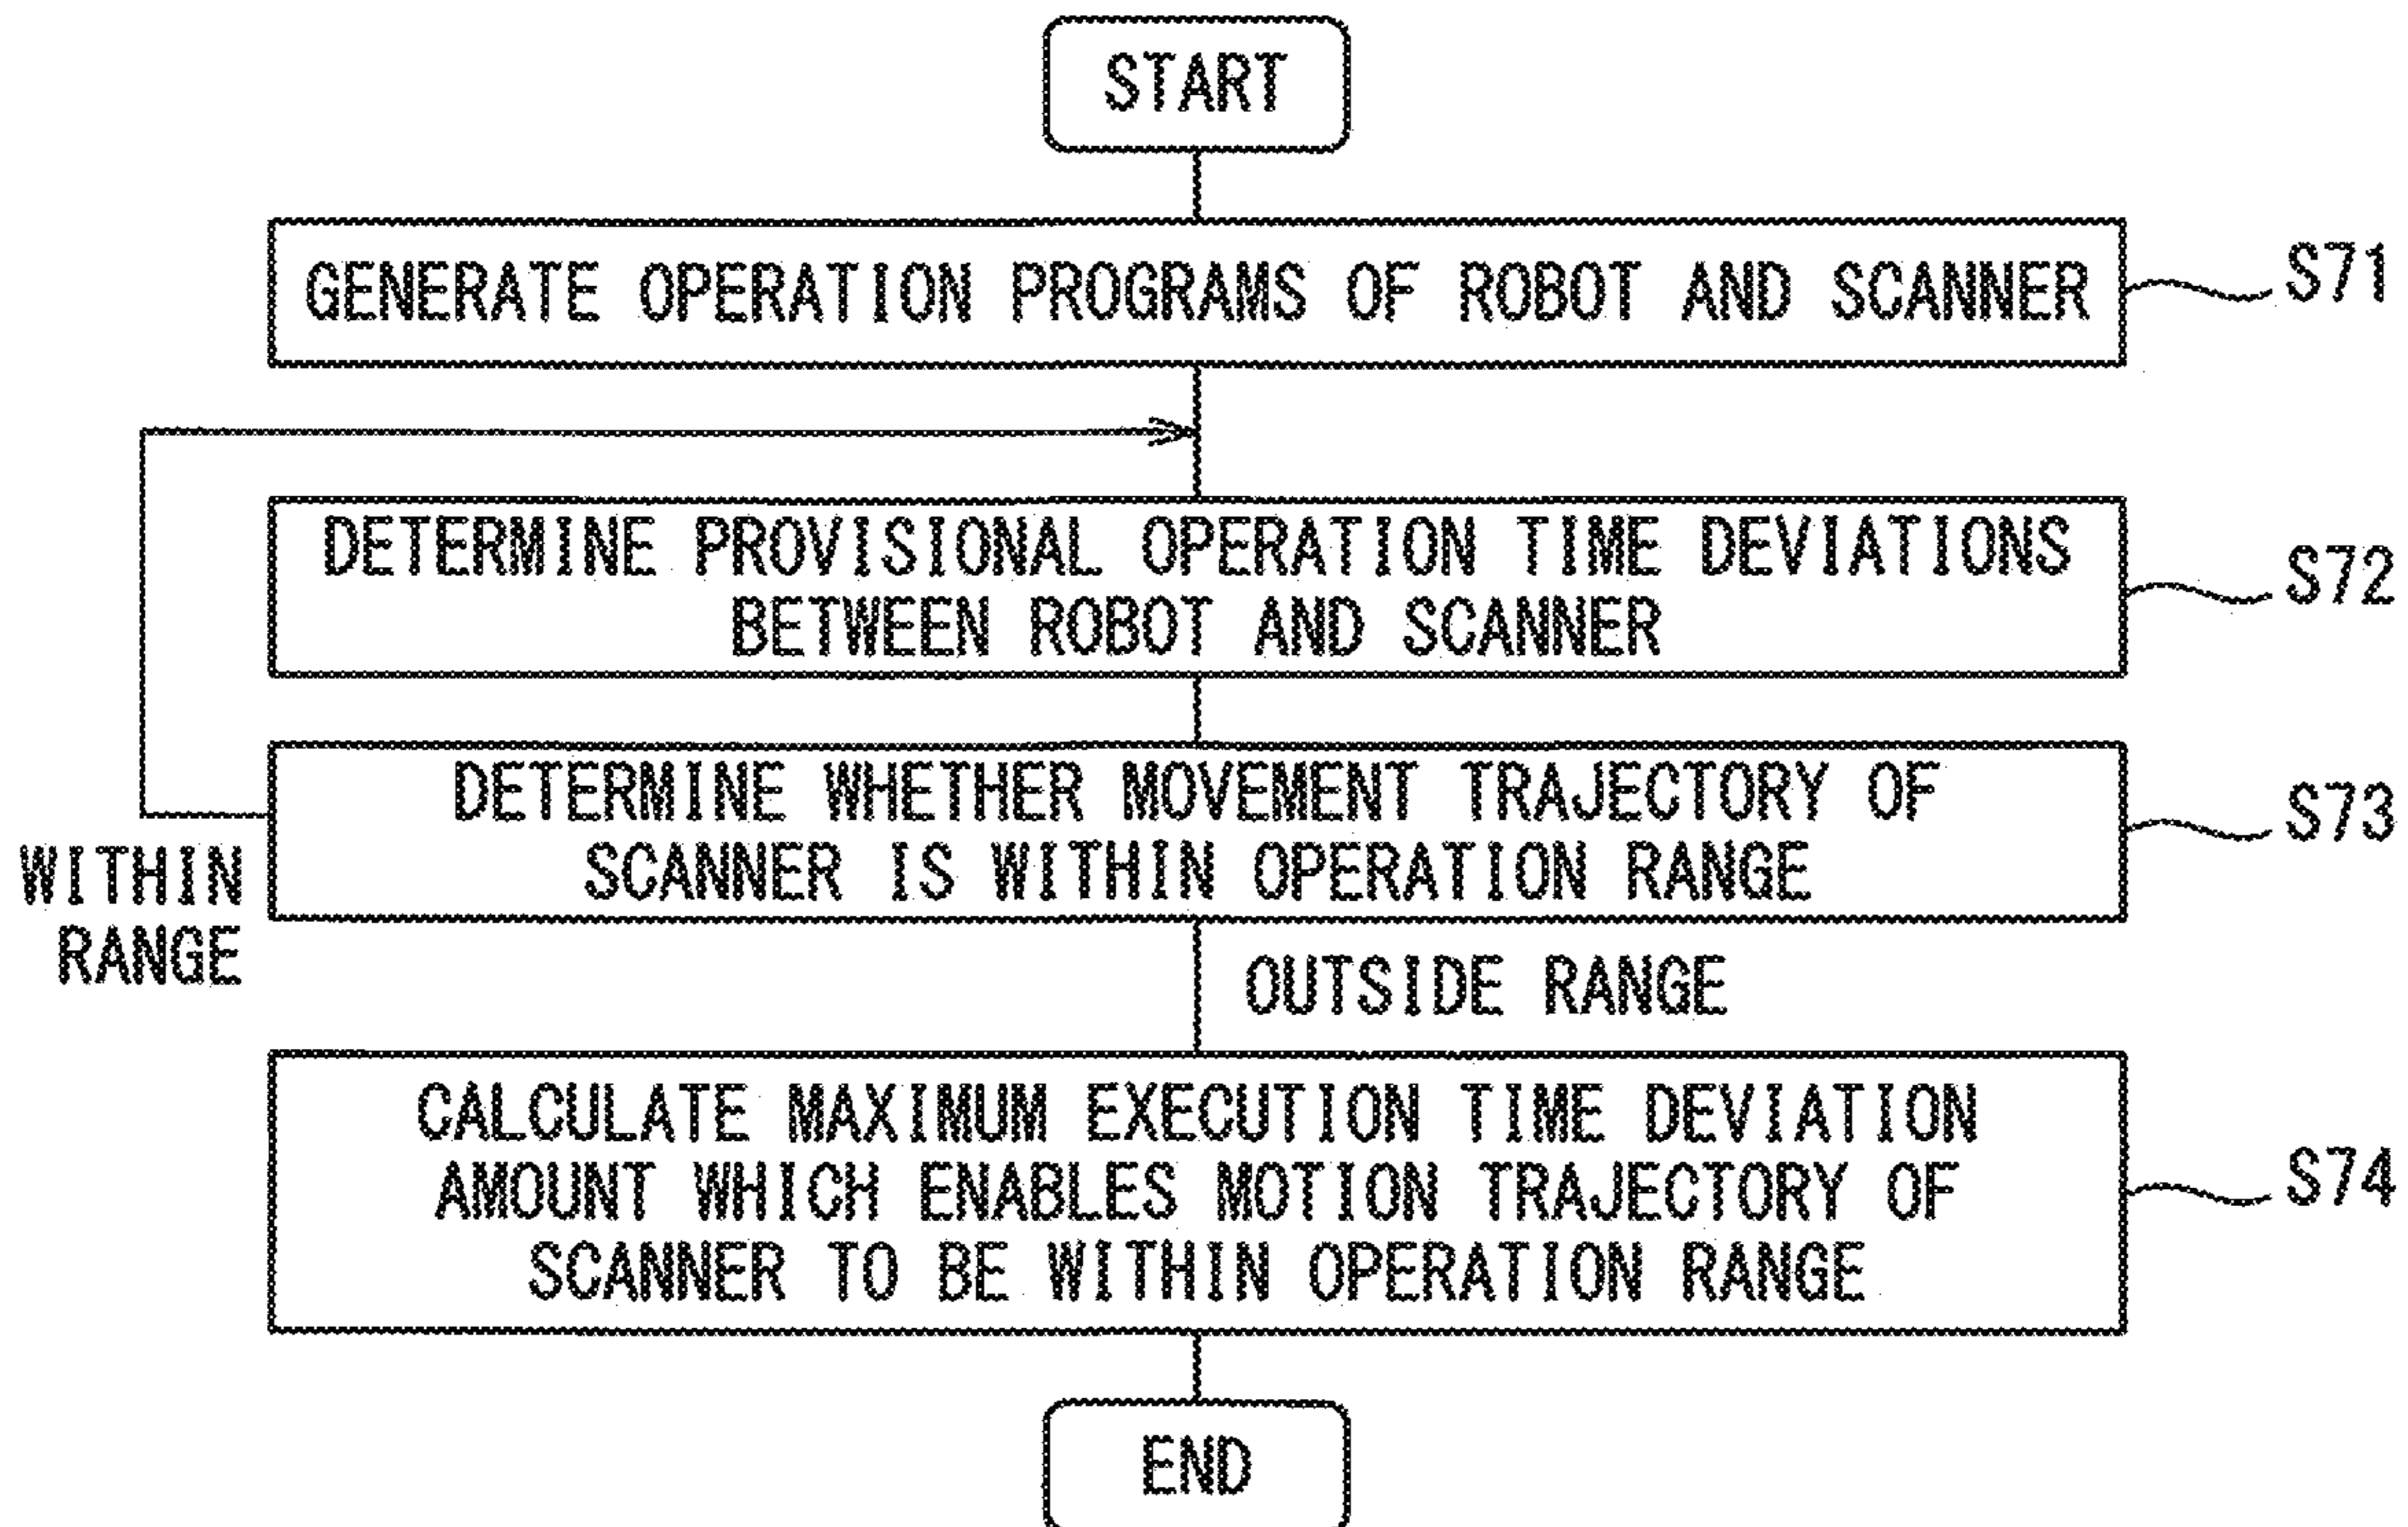 START
GENERATE OPERATION PROGRAMS OF ROBOT AND SCANNER
S71
DETERMINE PROVISIONAL OPERATION TIME DEVIATIONS
BETWEEN ROBOT AND SCANNER
S72
DETERMINE WHETHER MOVEMENT TRAJECTORY OF
SCANNER IS WITHIN OPERATION RANGE
S73
WITHIN
RANGE
OUTSIDE RANGE
CALCULATE MAXIMUM EXECUTION TIME DEVIATION
AMOUNT WHICH ENABLES MOTION TRAJECTORY OF
SCANNER TO BE WITHIN OPERATION RANGE
S74
END